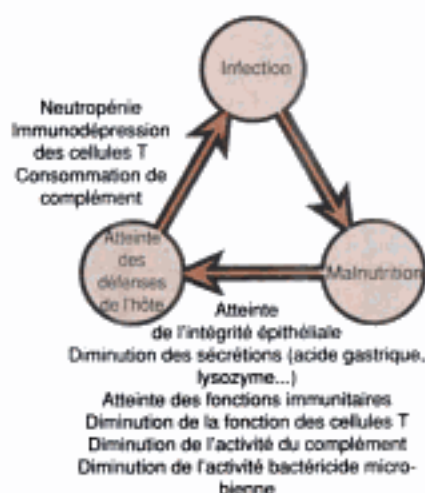 Infection
Neutropénie
Immunodépression
des cellules T
Consommation de
complément
Atteinte
des
défenses
de l'hôte
Malnutrition
Atteinte
de l'intégrité épithéliale
Diminution des sécrétions (acide gastrique,
lysozyme...)
Atteinte des fonctions immunitaires
Diminution de la fonction des cellules T
Diminution de l'activité du complément
Diminution de l'activité bactéricide micro-
bienne